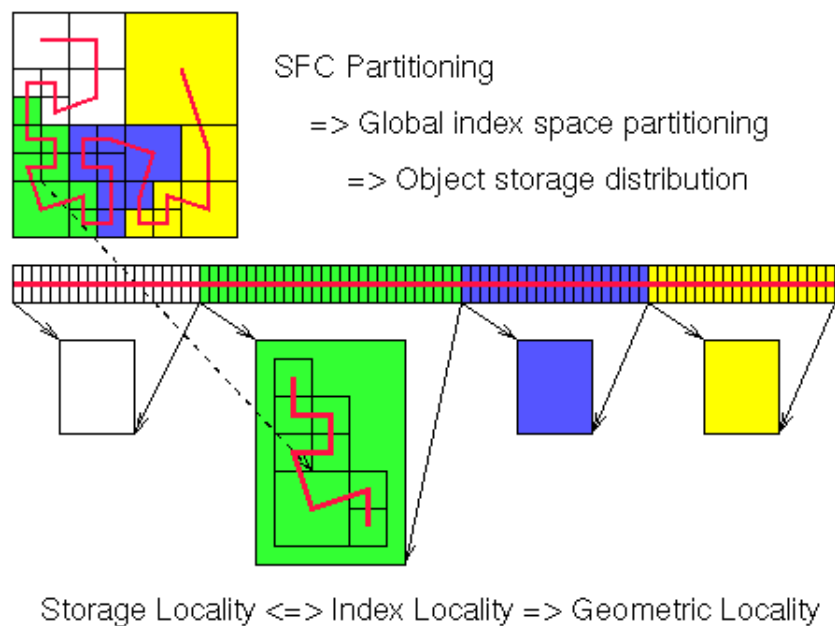 SFC Partitioning
=> Global index space partitioning
=> Object storage distribution
Storage Locality <=> Index Locality => Geometric Locality